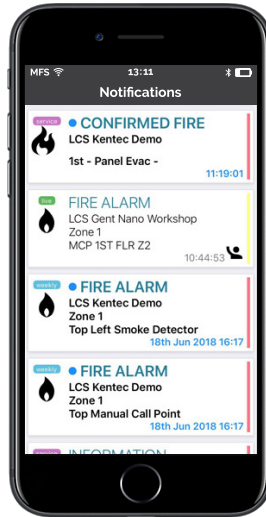 MFS 13:11
Notifications
service CONFIRMED FIRE
LCS Kentec Demo
1st - Panel Evac -
11:19:01
live FIRE ALARM
LCS Gent Nano Workshop
Zone 1
MCP 1ST FLR Z2
10:44:53
weekly FIRE ALARM
LCS Kentec Demo
Zone 1
Top Left Smoke Detector
18th Jun 2018 16:17
weekly FIRE ALARM
LCS Kentec Demo
Zone 1
Top Manual Call Point
18th Jun 2018 16:17
service INFORMATION